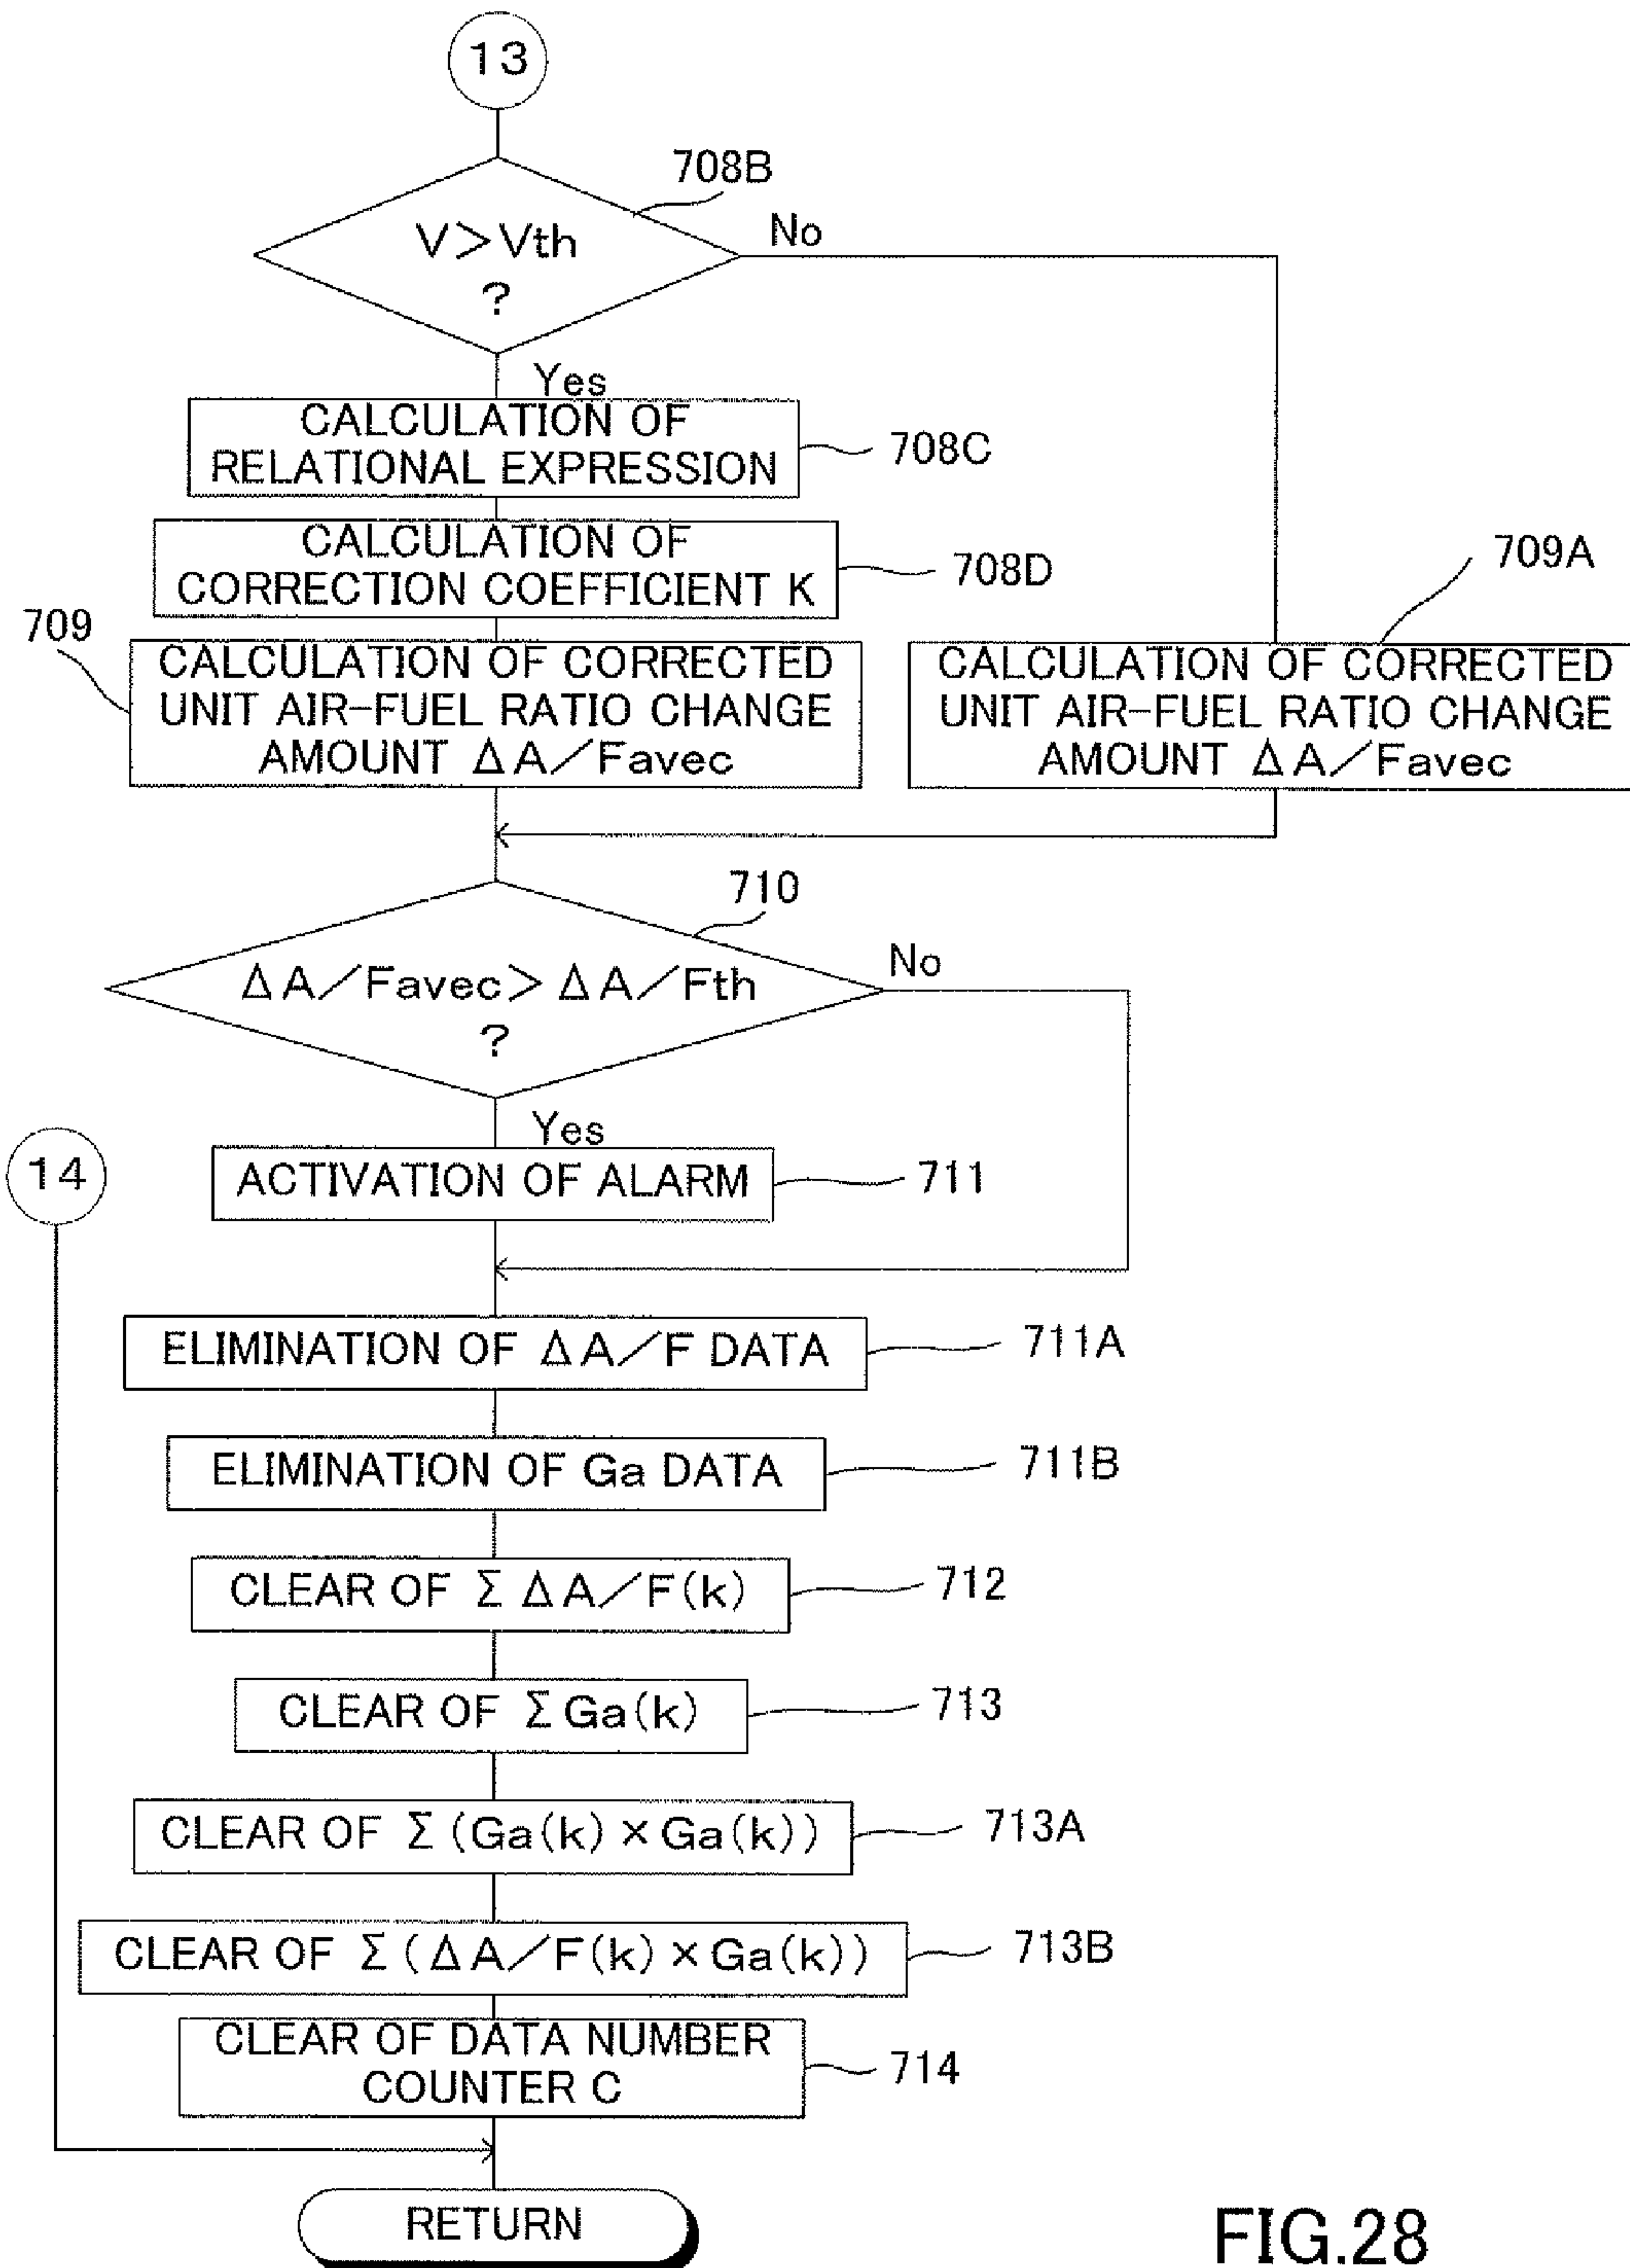 13
708B
V>Vth
?
No
Yes
CALCULATION OF
RELATIONAL EXPRESSION
708C
CALCULATION OF
CORRECTION COEFFICIENT K
708D
709
CALCULATION OF CORRECTED
UNIT AIR-FUEL RATIO CHANGE
AMOUNT ΔA/Favec
709A
CALCULATION OF CORRECTED
UNIT AIR-FUEL RATIO CHANGE
AMOUNT ΔA/Favec
710
ΔA/Favec>ΔA/Fth
?
No
Yes
14
ACTIVATION OF ALARM
711
ELIMINATION OF ΔA/F DATA
711A
ELIMINATION OF Ga DATA
711B
CLEAR OF ΣΔA/F(k)
712
CLEAR OF ΣGa(k)
713
CLEAR OF Σ(Ga(k)×Ga(k))
713A
CLEAR OF Σ(ΔA/F(k)×Ga(k))
713B
CLEAR OF DATA NUMBER
COUNTER C
714
RETURN
FIG.28